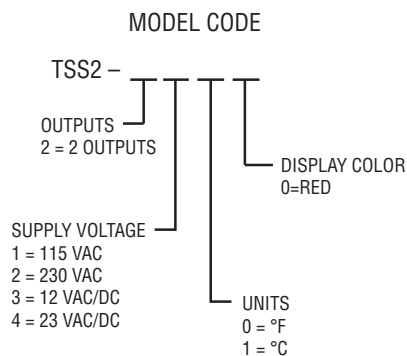 MODEL CODE
TSS2 –
OUTPUTS
2 = 2 OUTPUTS
DISPLAY COLOR
0=RED
SUPPLY VOLTAGE
1 = 115 VAC
2 = 230 VAC
3 = 12 VAC/DC
4 = 23 VAC/DC
UNITS
0 = °F
1 = °C